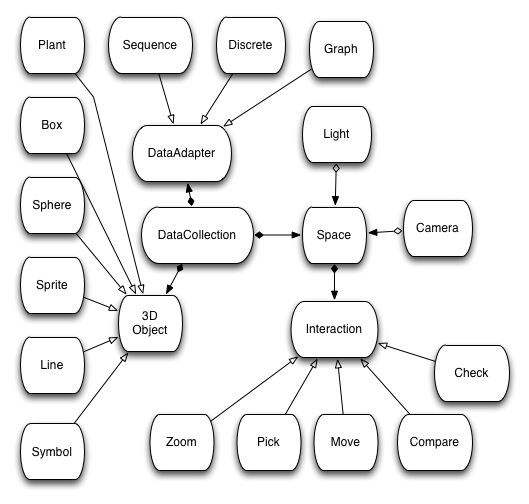 Plant
Sequence
Discrete
Graph
Box
DataAdapter
Light
Sphere
DataCollection
Space
Camera
Sprite
3D
Object
Interaction
Line
Check
Symbol
Zoom
Pick
Move
Compare